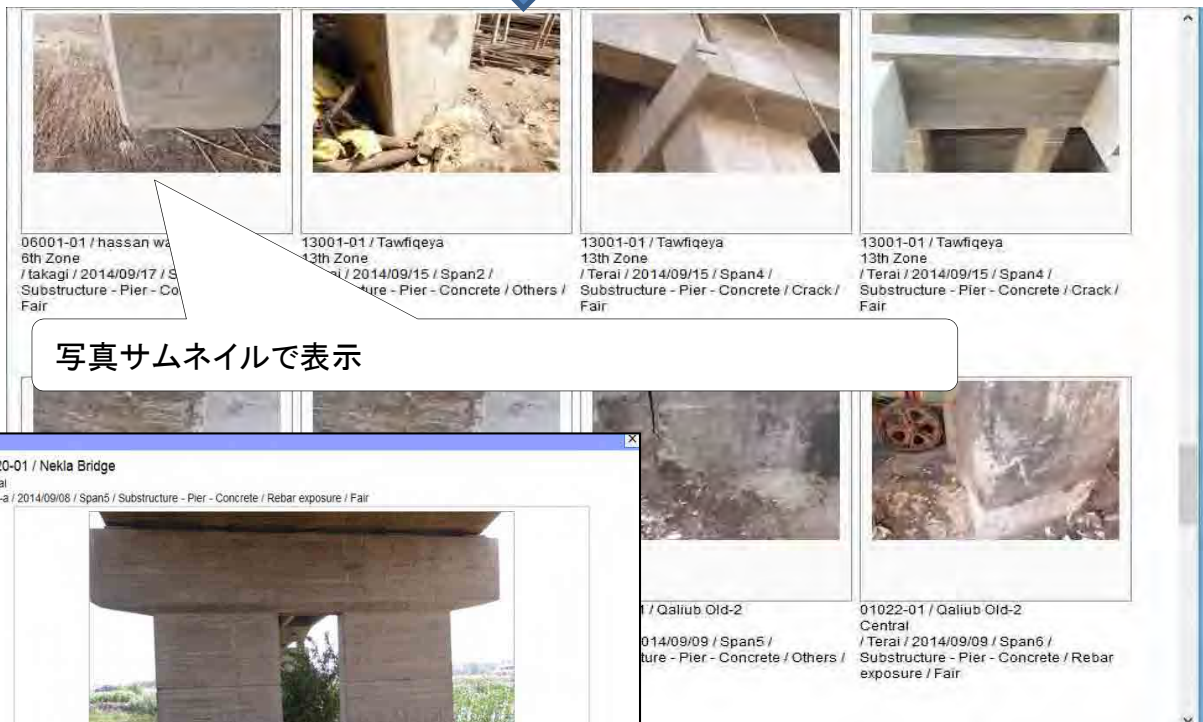 06001-01 / hassan
6th Zone
/ takagi / 2014/09/17 /
Substructure - Pier -
Fair
13001-01 / Tawfiqeya
13th Zone
/ 2014/09/15 / Span2 /
- Pier - Concrete / Others /
13001-01 / Tawfiqeya
13th Zone
/ Terai / 2014/09/15 / Span4 /
Substructure - Pier - Concrete / Crack /
Fair
13001-01 / Tawfiqeya
13th Zone
/ Terai / 2014/09/15 / Span4 /
Substructure - Pier - Concrete / Crack /
Fair
写真サムネイルで表示
20-01 / Nekla Bridge
-a / 2014/09/08 / Span5 / Substructure - Pier - Concrete / Rebar exposure / Fair
/ Qaliub Old-2
014/09/09 / Span5 /
- Pier - Concrete / Others /
01022-01 / Qaliub Old-2
Central
/ Terai / 2014/09/09 / Span6 /
Substructure - Pier - Concrete / Rebar
exposure / Fair